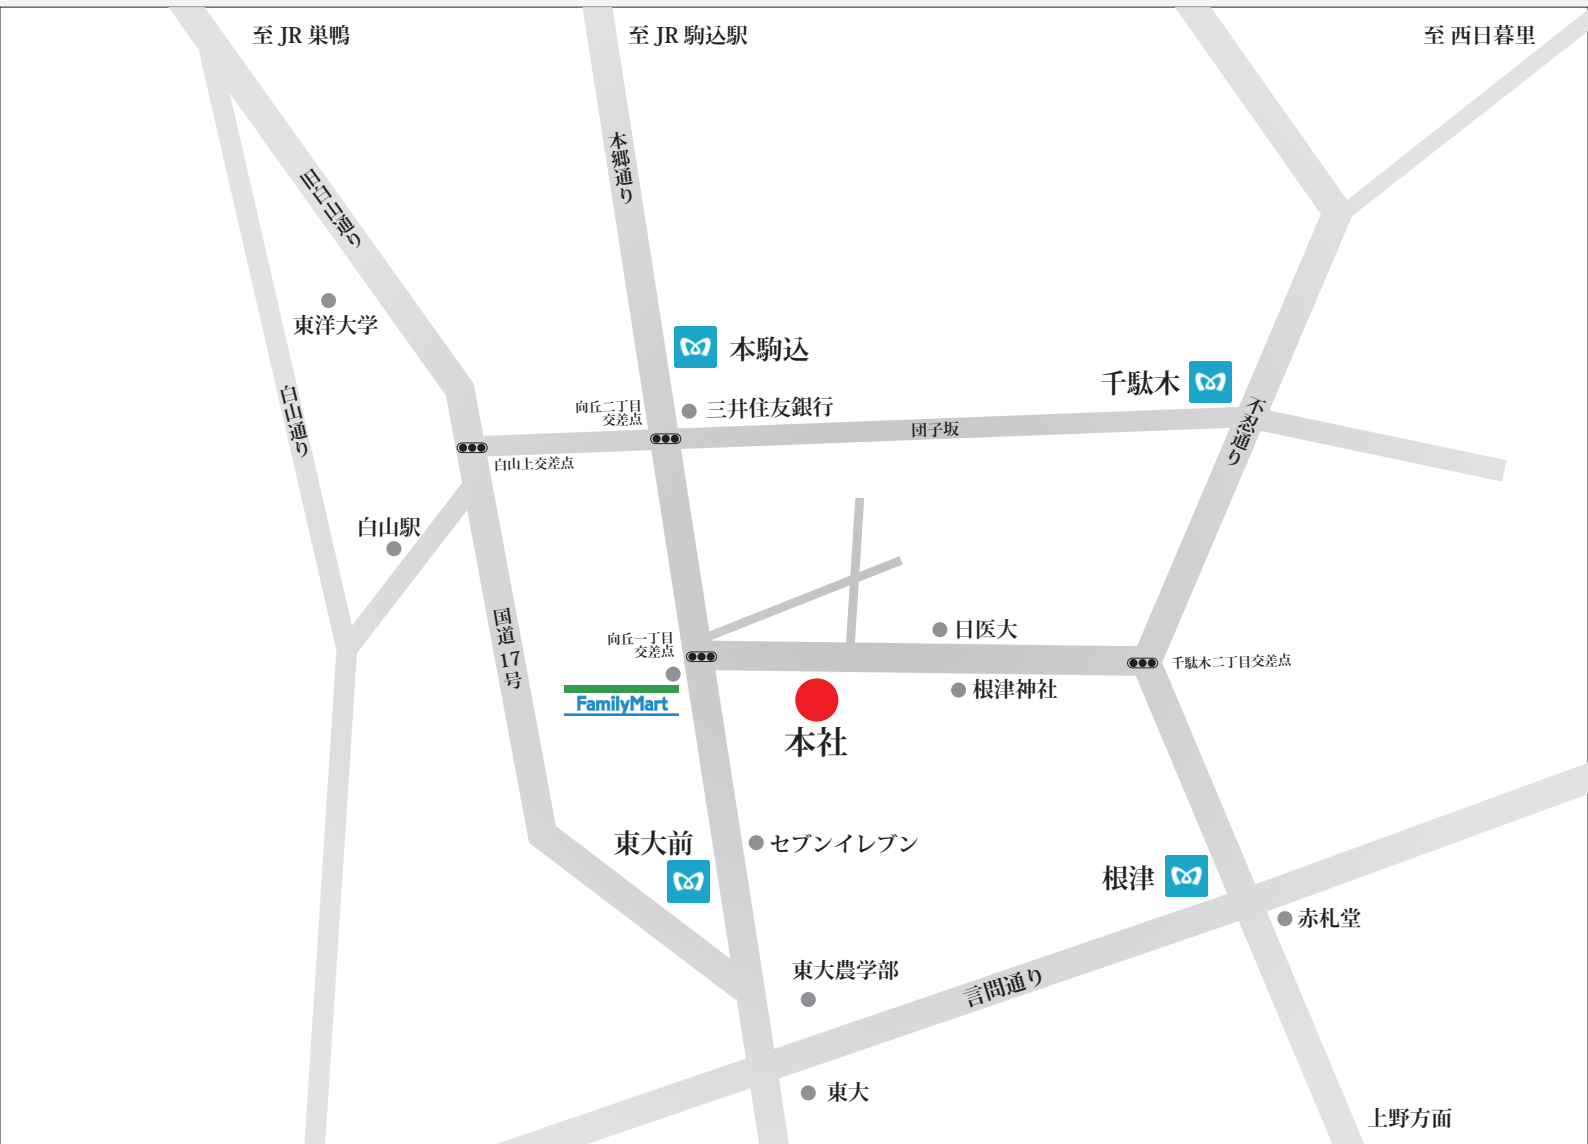 至 JR 巣鴨
至 JR 駒込駅
至 西日暮里
本郷通り
旧白山通り
東洋大学
本駒込
千駄木
白山通り
向丘二丁目
交差点
三井住友銀行
不忍通り
団子坂
白山上交差点
白山駅
国道17号
向丘一丁目
交差点
日医大
千駄木二丁目交差点
根津神社
FamilyMart
本社
東大前
セブンイレブン
根津
赤札堂
東大農学部
言問通り
東大
上野方面